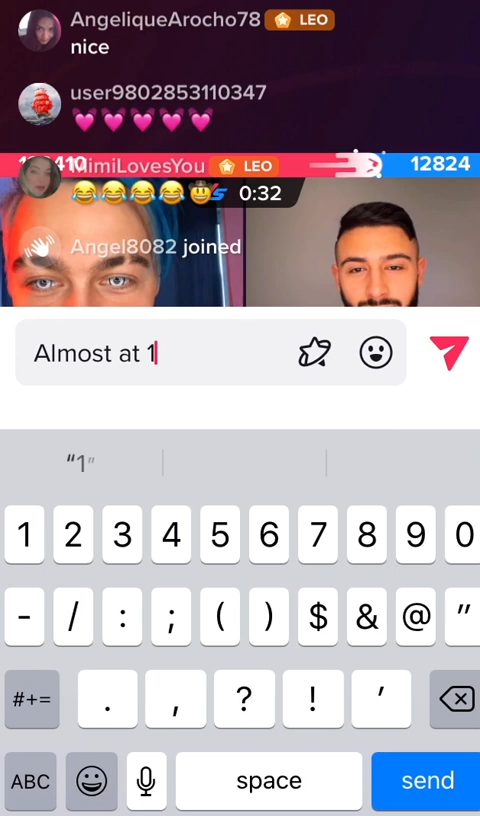 AngeliqueArocho78 LEO
nice
user9802853110347
MimiLovesYou LEO
12824
0:32
Angel8082 joined
Almost at 1
"1"
1 2 3 4 5 6 7 8 9 0
- / : ; ( ) $ & @ "
#+= . , ? ! '
ABC space send